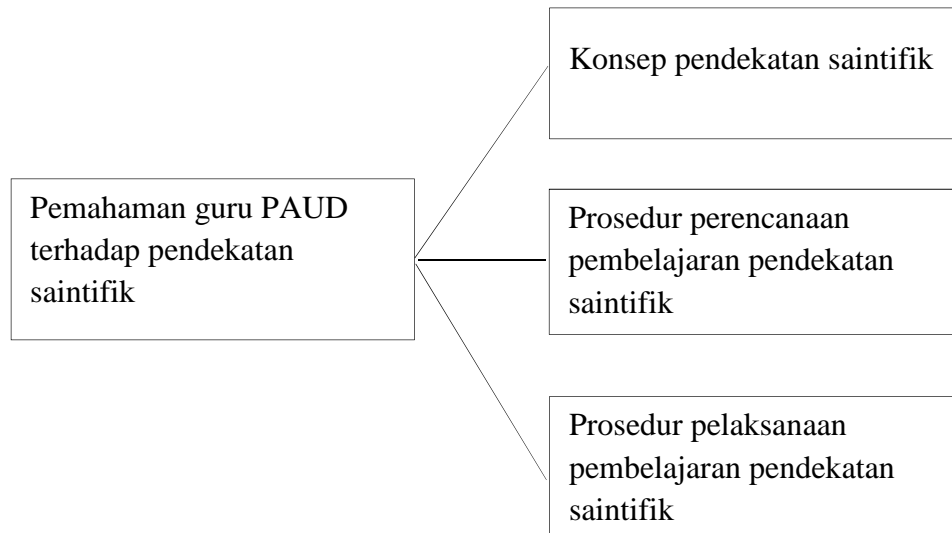 Konsep pendekatan saintifik
Pemahaman guru PAUD
terhadap pendekatan
saintifik
Prosedur perencanaan
pembelajaran pendekatan
saintifik
Prosedur pelaksanaan
pembelajaran pendekatan
saintifik